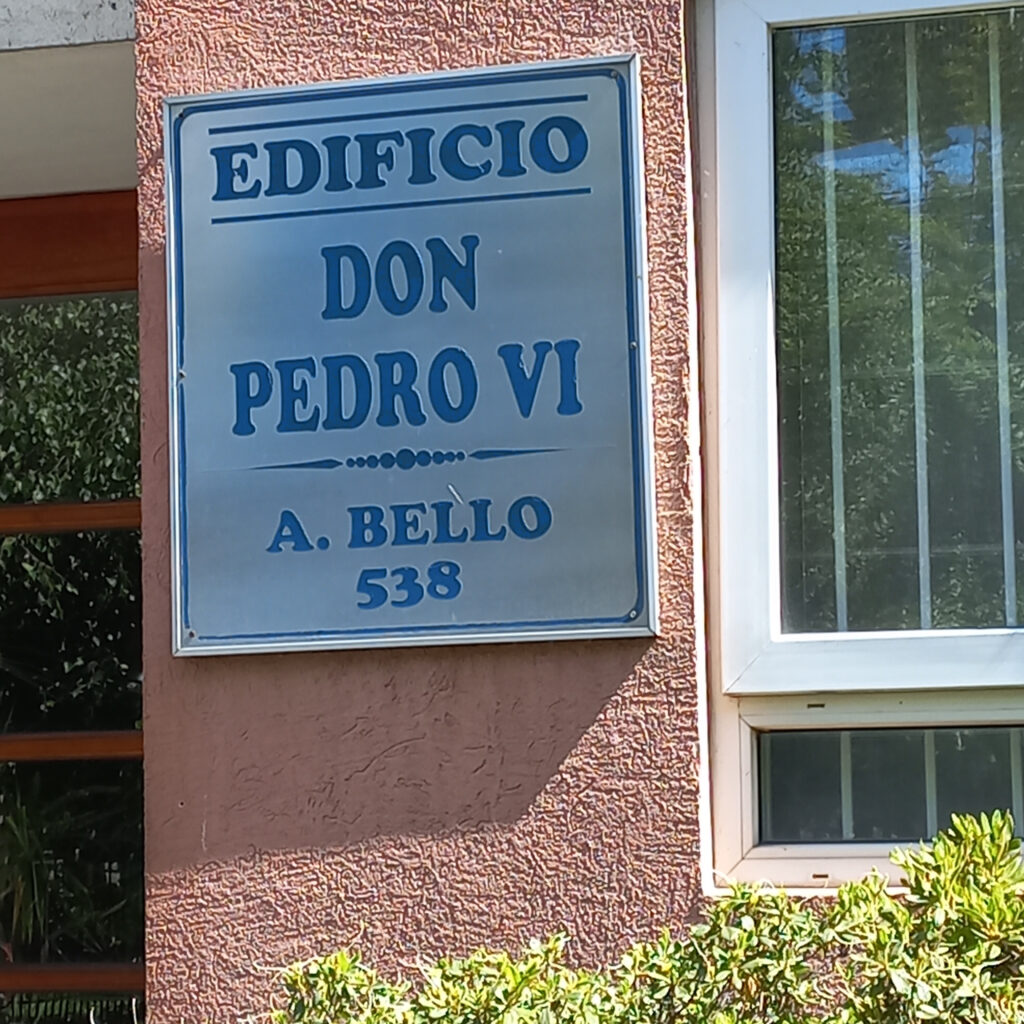 EDIFICIO
DON
PEDRO VI
A. BELLO
538